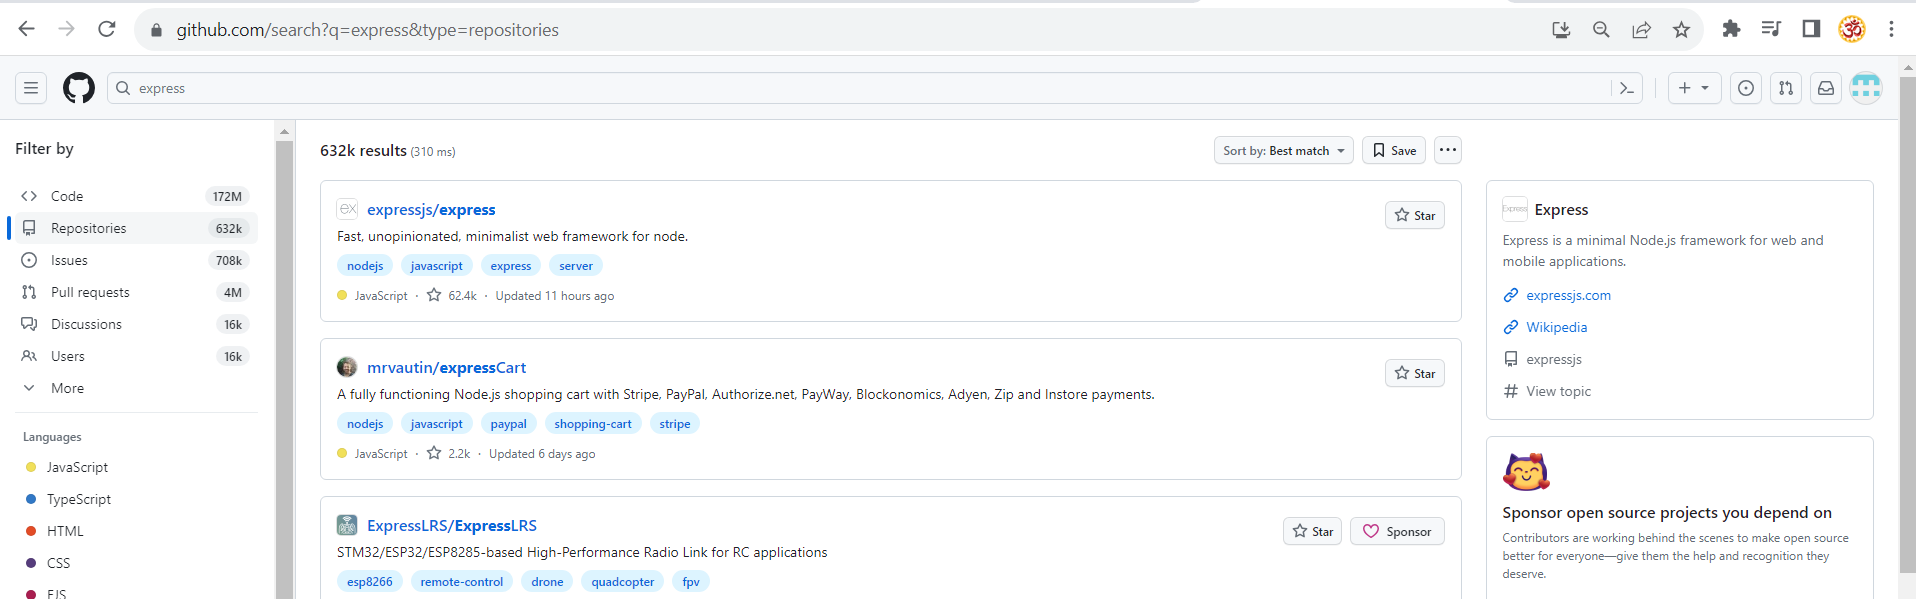 github.com/search?q=express&type=repositories
express
Filter by
Code 172M
Repositories 632k
Issues 708k
Pull requests 4M
Discussions 16k
Users 16k
More
Languages
JavaScript
TypeScript
HTML
CSS
EJS
632k results (310 ms)
Sort by: Best match
Save
ex
expressjs/express
Star
Fast, unopinionated, minimalist web framework for node.
nodejs javascript express server
JavaScript · 62.4k · Updated 11 hours ago
mrvautin/expressCart
Star
A fully functioning Node.js shopping cart with Stripe, PayPal, Authorize.net, PayWay, Blockonomics, Adyen, Zip and Instore payments.
nodejs javascript paypal shopping-cart stripe
JavaScript · 2.2k · Updated 6 days ago
ExpressLRS/ExpressLRS
Star Sponsor
STM32/ESP32/ESP8285-based High-Performance Radio Link for RC applications
esp8266 remote-control drone quadcopter fpv
Express Express
Express is a minimal Node.js framework for web and
mobile applications.
expressjs.com
Wikipedia
expressjs
View topic
Sponsor open source projects you depend on
Contributors are working behind the scenes to make open source
better for everyone—give them the help and recognition they
deserve.